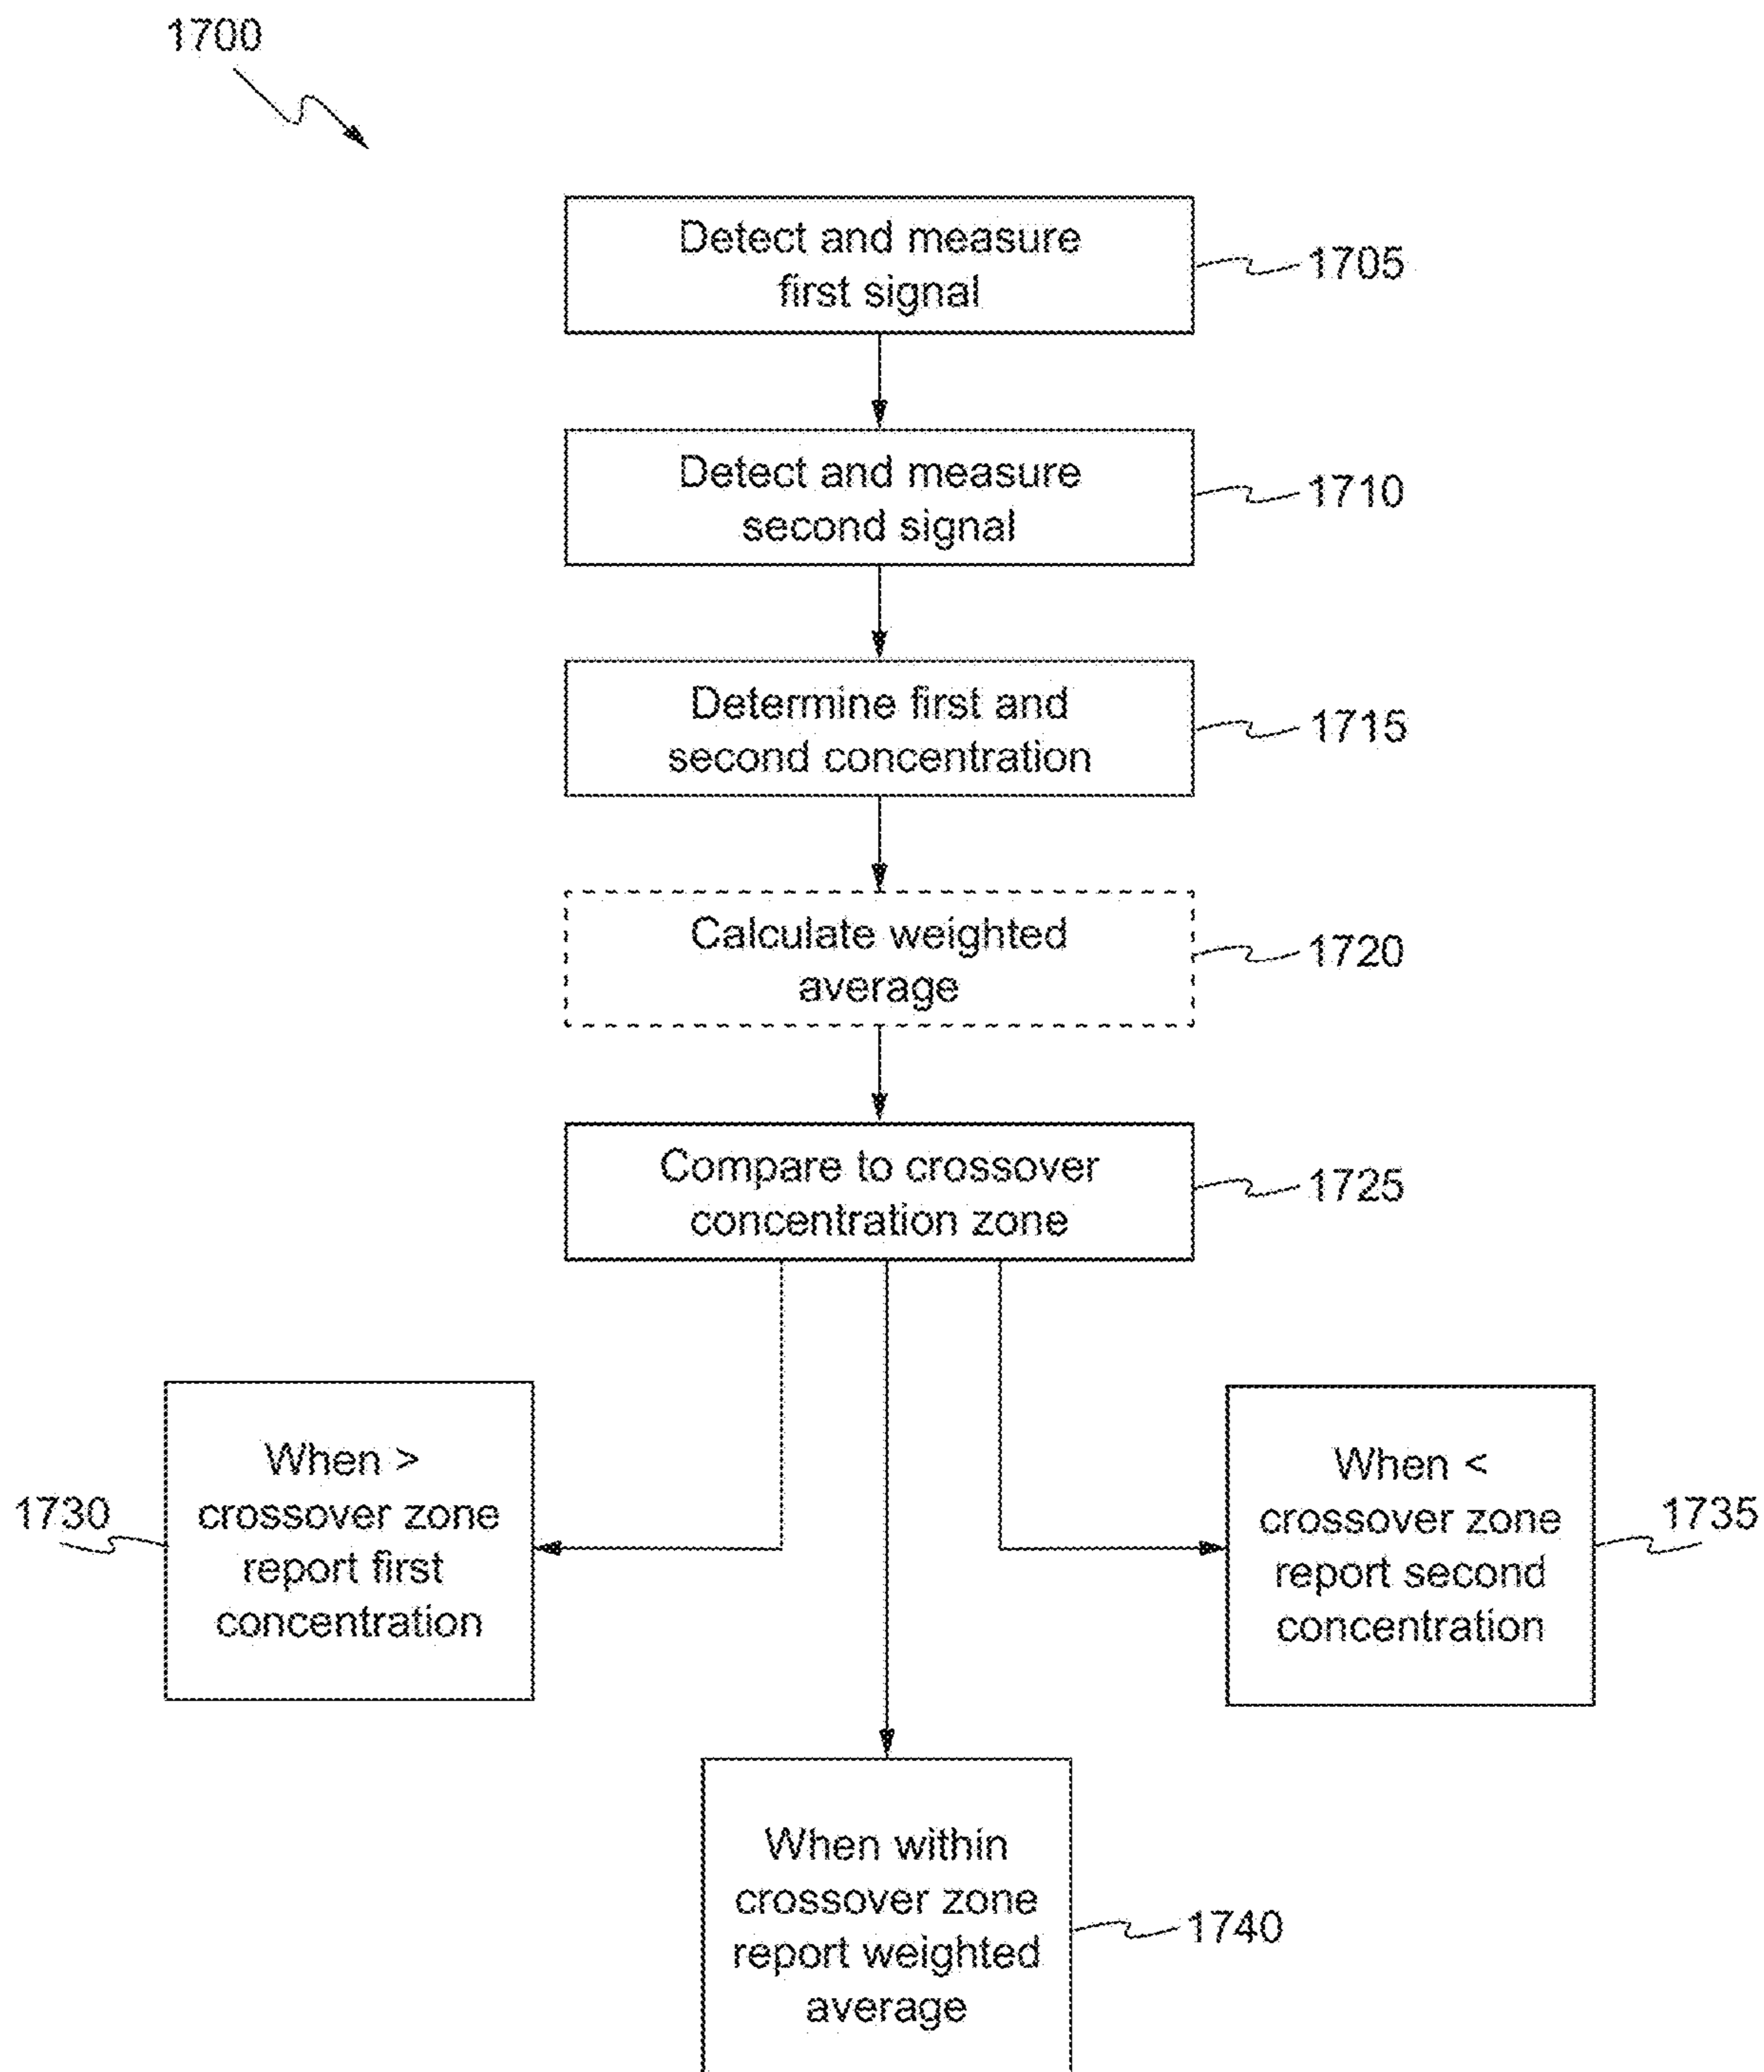 1700
Detect and measure
first signal
1705
Detect and measure
second signal
1710
Determine first and
second concentration
1715
Calculate weighted
average
1720
Compare to crossover
concentration zone
1725
When >
crossover zone
report first
concentration
1730
When <
crossover zone
report second
concentration
1735
When within
crossover zone
report weighted
average
1740